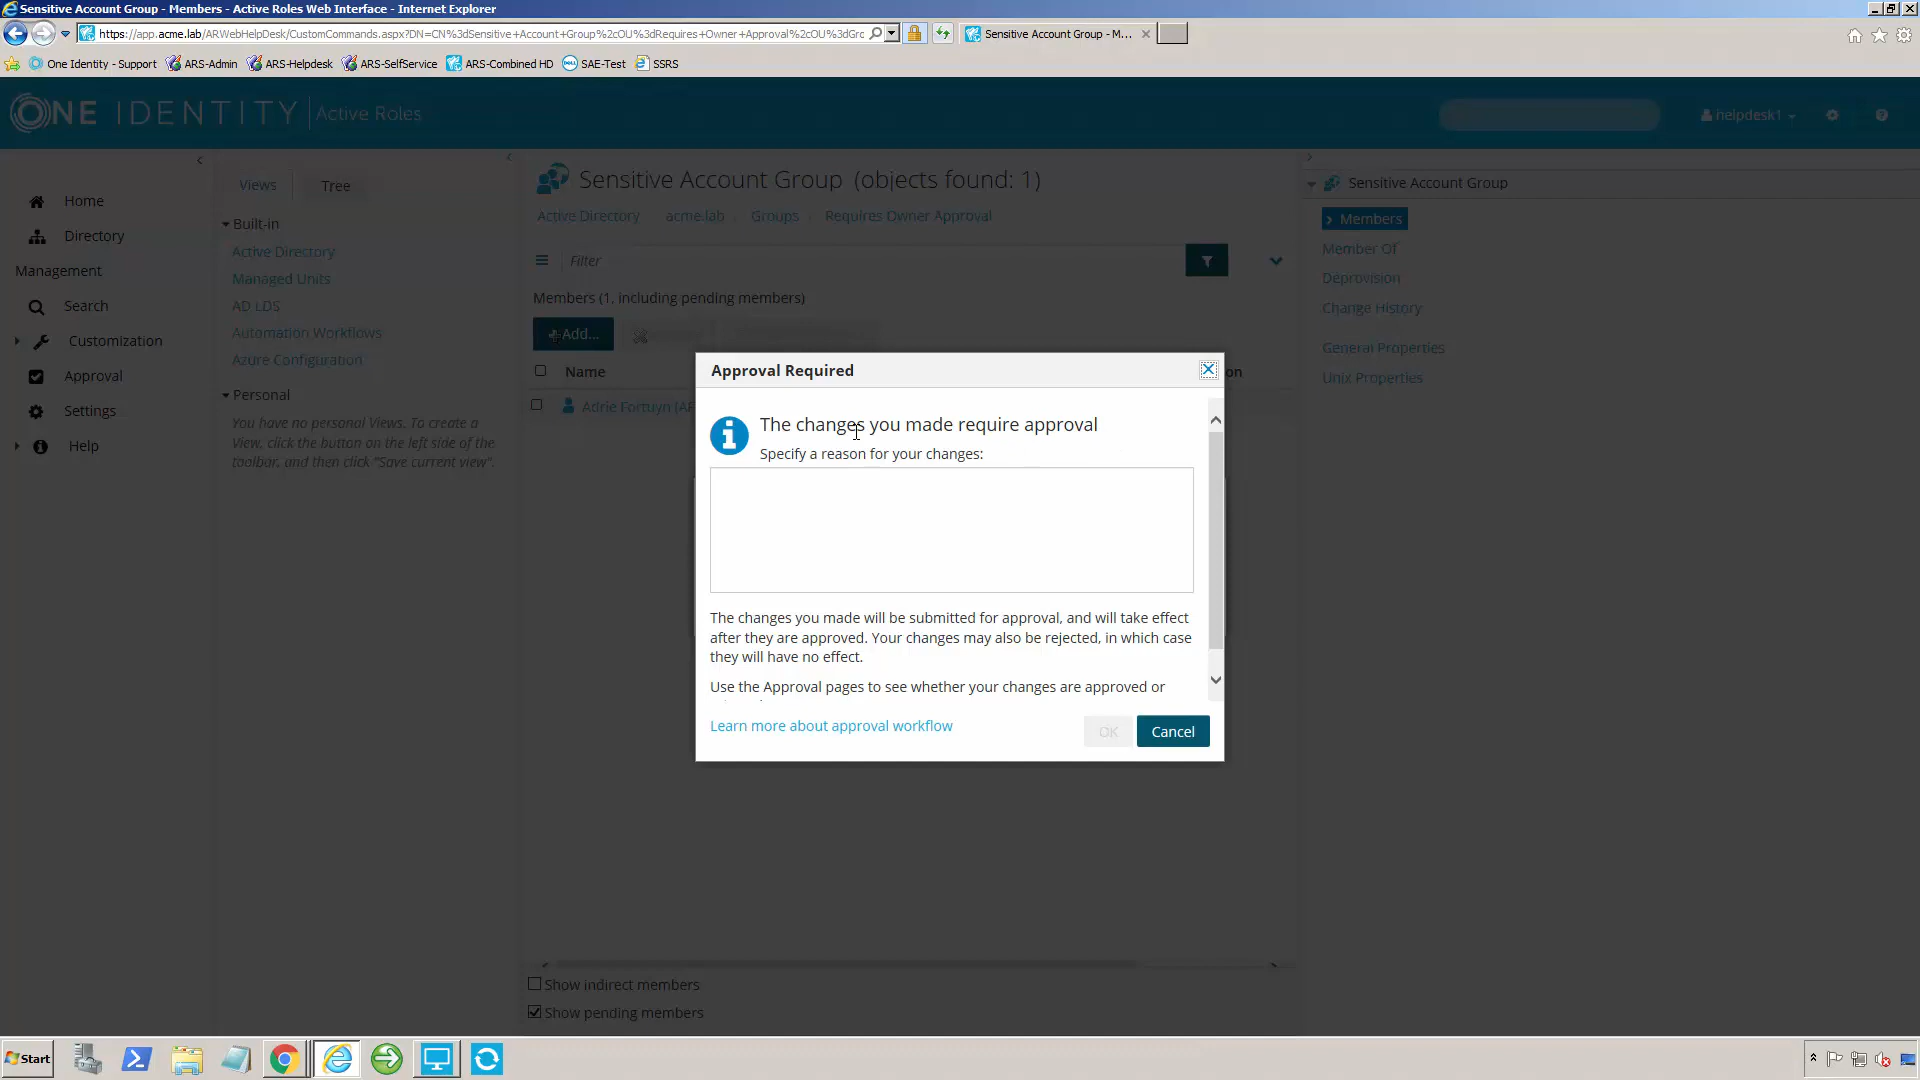 Sensitive Account Group - Members - Active Roles Web Interface - Internet Explorer
https://app.acme.lab/ARWebHelpDesk/CustomCommands.aspx?DN=CN%3dSensitive+Account+Group%2cOU%3dRequires+Owner+Approval%2cOU%3dGrc
Sensitive Account Group - M...
One Identity - Support
ARS-Admin
ARS-Helpdesk
ARS-SelfService
ARS-Combined HD
SAE-Test
SSRS
ONE IDENTITY
Active Roles
helpdesk1
Home
Directory
Management
Search
Customization
Approval
Settings
Help
Views
Tree
Built-in
Active Directory
Managed Units
AD LDS
Automation Workflows
Azure Configuration
Personal
You have no personal Views. To create a
View, click the button on the left side of the
toolbar, and then click "Save current view".
Sensitive Account Group (objects found: 1)
Active Directory
acme.lab
Groups
Requires Owner Approval
Filter
Members (1, including pending members)
Add...
Name
on
Adrie Fortuyn (AF
Show indirect members
Show pending members
Approval Required
The changes you made require approval
Specify a reason for your changes:
The changes you made will be submitted for approval, and will take effect
after they are approved. Your changes may also be rejected, in which case
they will have no effect.
Use the Approval pages to see whether your changes are approved or
Learn more about approval workflow
OK
Cancel
Sensitive Account Group
Members
Member Of
Deprovision
Change History
General Properties
Unix Properties
Start